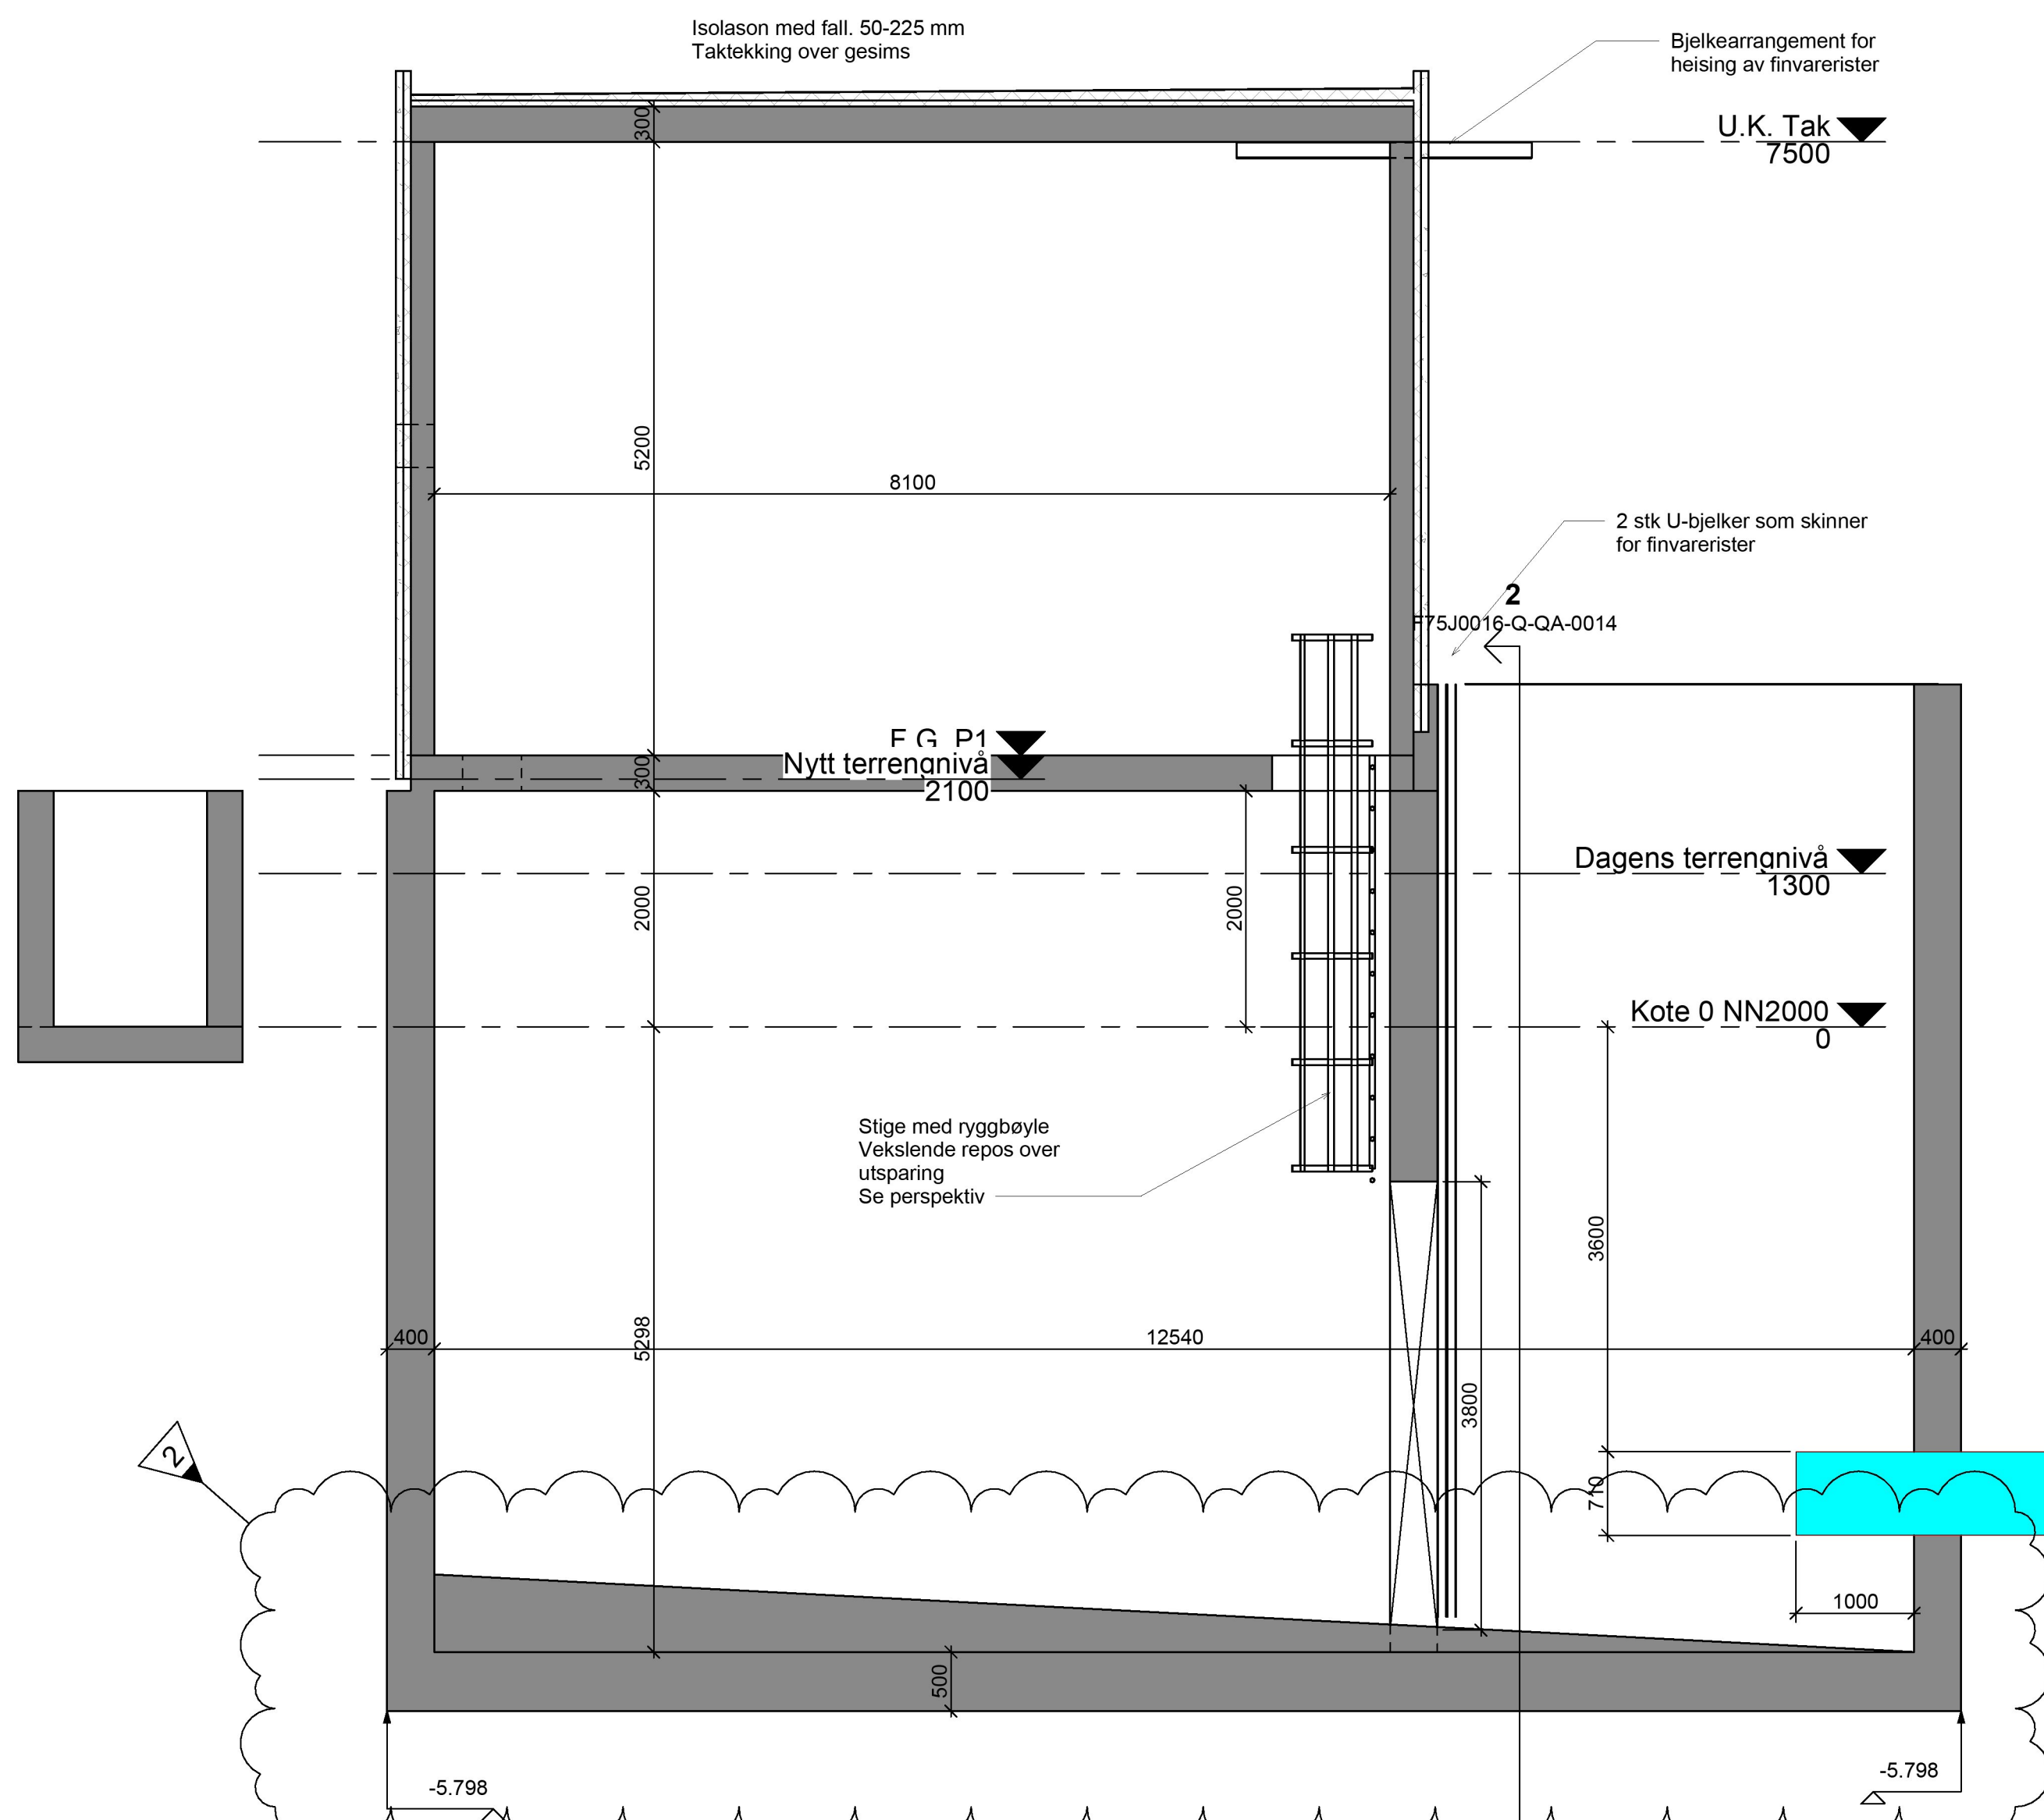 Isolason med fall. 50-225 mm
Taktekking over gesims
Bjelkearrangement for
heising av finvarerister
U.K. Tak
7500
300
5200
8100
2 stk U-bjelker som skinner
for finvarerister
2
F75J0016-Q-QA-0014
F.G. P1
Nytt terrengnivå
2100
300
Dagens terrengnivå
1300
2000
2000
Kote 0 NN2000
0
Stige med ryggbøyle
Vekslende repos over
utsparing
Se perspektiv
3600
400
5298
12540
400
3800
2
710
1000
500
-5.798
-5.798